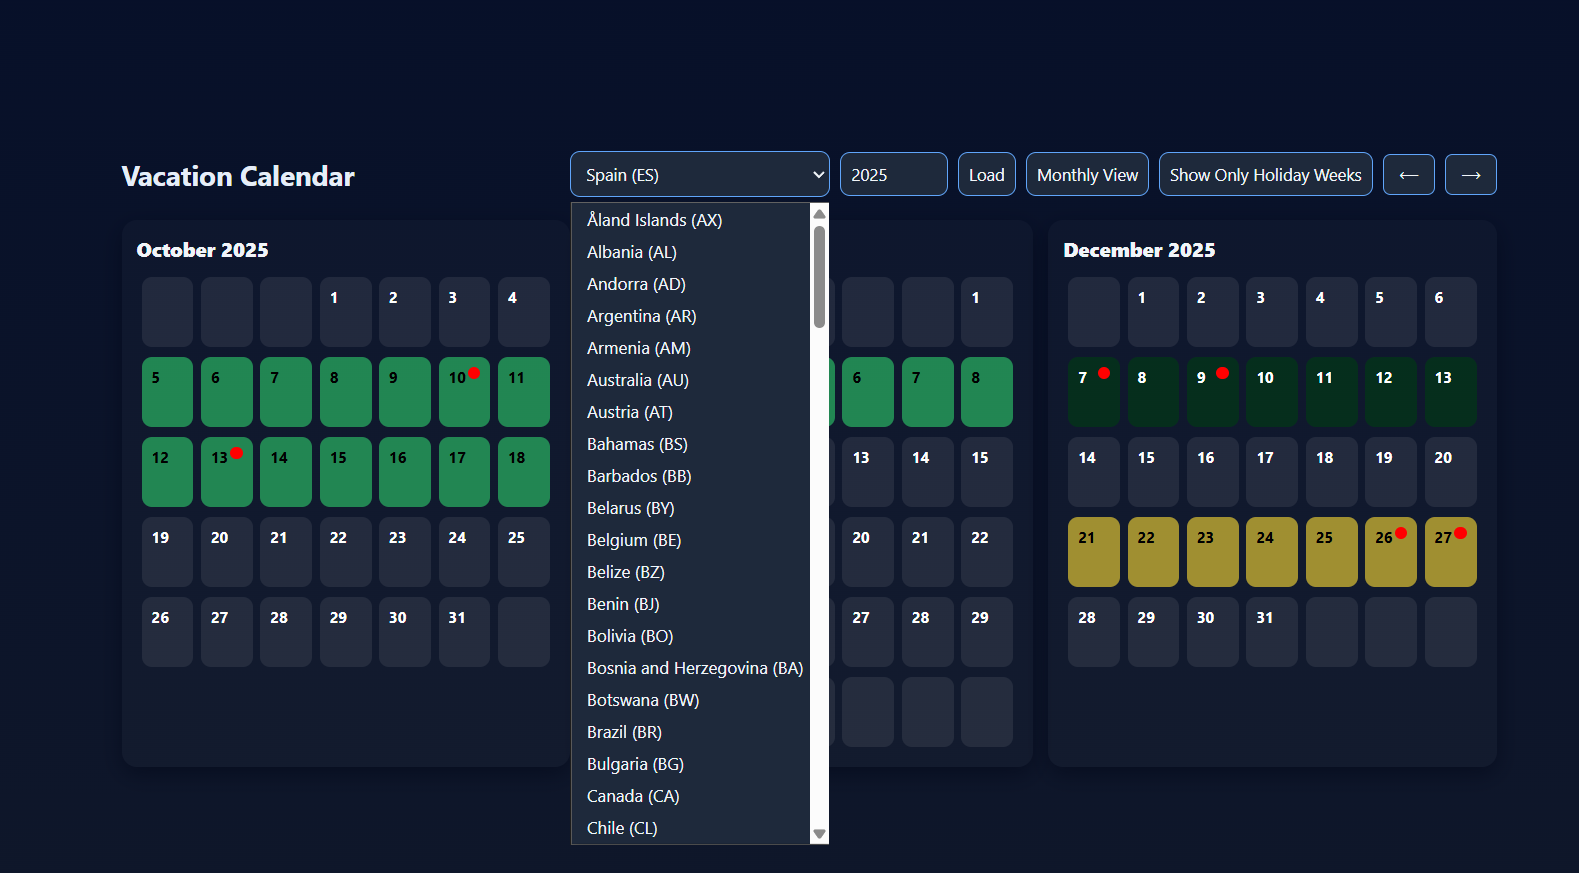 Vacation Calendar
Spain (ES)
2025
Load
Monthly View
Show Only Holiday Weeks
←
→
October 2025
1 2 3 4
5 6 7 8 9 10 11
12 13 14 15 16 17 18
19 20 21 22 23 24 25
26 27 28 29 30 31
Åland Islands (AX)
Albania (AL)
Andorra (AD)
Argentina (AR)
Armenia (AM)
Australia (AU)
Austria (AT)
Bahamas (BS)
Barbados (BB)
Belarus (BY)
Belgium (BE)
Belize (BZ)
Benin (BJ)
Bolivia (BO)
Bosnia and Herzegovina (BA)
Botswana (BW)
Brazil (BR)
Bulgaria (BG)
Canada (CA)
Chile (CL)
1
6 7 8
13 14 15
20 21 22
27 28 29
December 2025
1 2 3 4 5 6
7 8 9 10 11 12 13
14 15 16 17 18 19 20
21 22 23 24 25 26 27
28 29 30 31